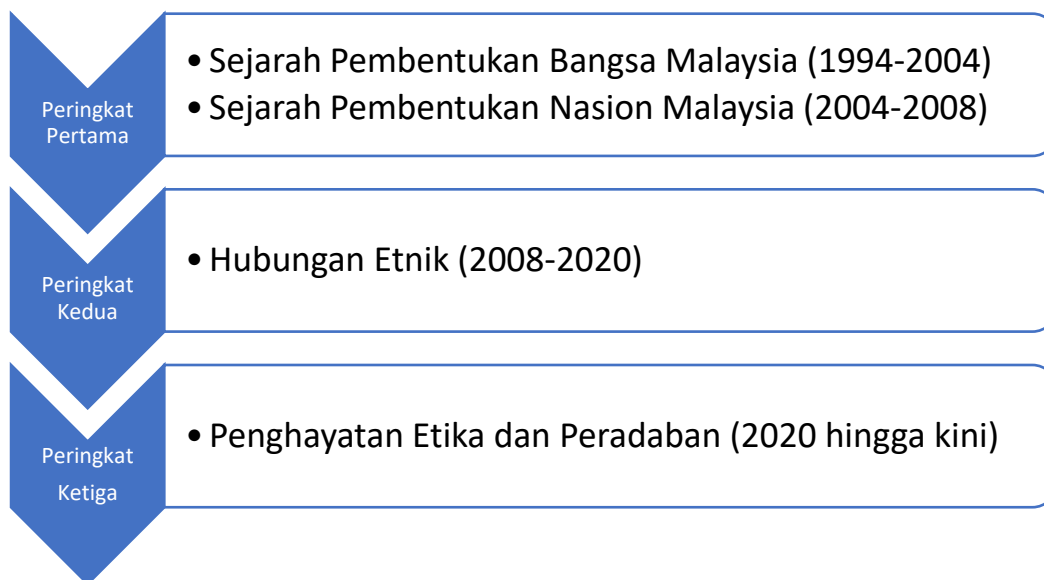 Peringkat
Pertama
• Sejarah Pembentukan Bangsa Malaysia (1994-2004)
• Sejarah Pembentukan Nasion Malaysia (2004-2008)
Peringkat
Kedua
• Hubungan Etnik (2008-2020)
Peringkat
Ketiga
• Penghayatan Etika dan Peradaban (2020 hingga kini)